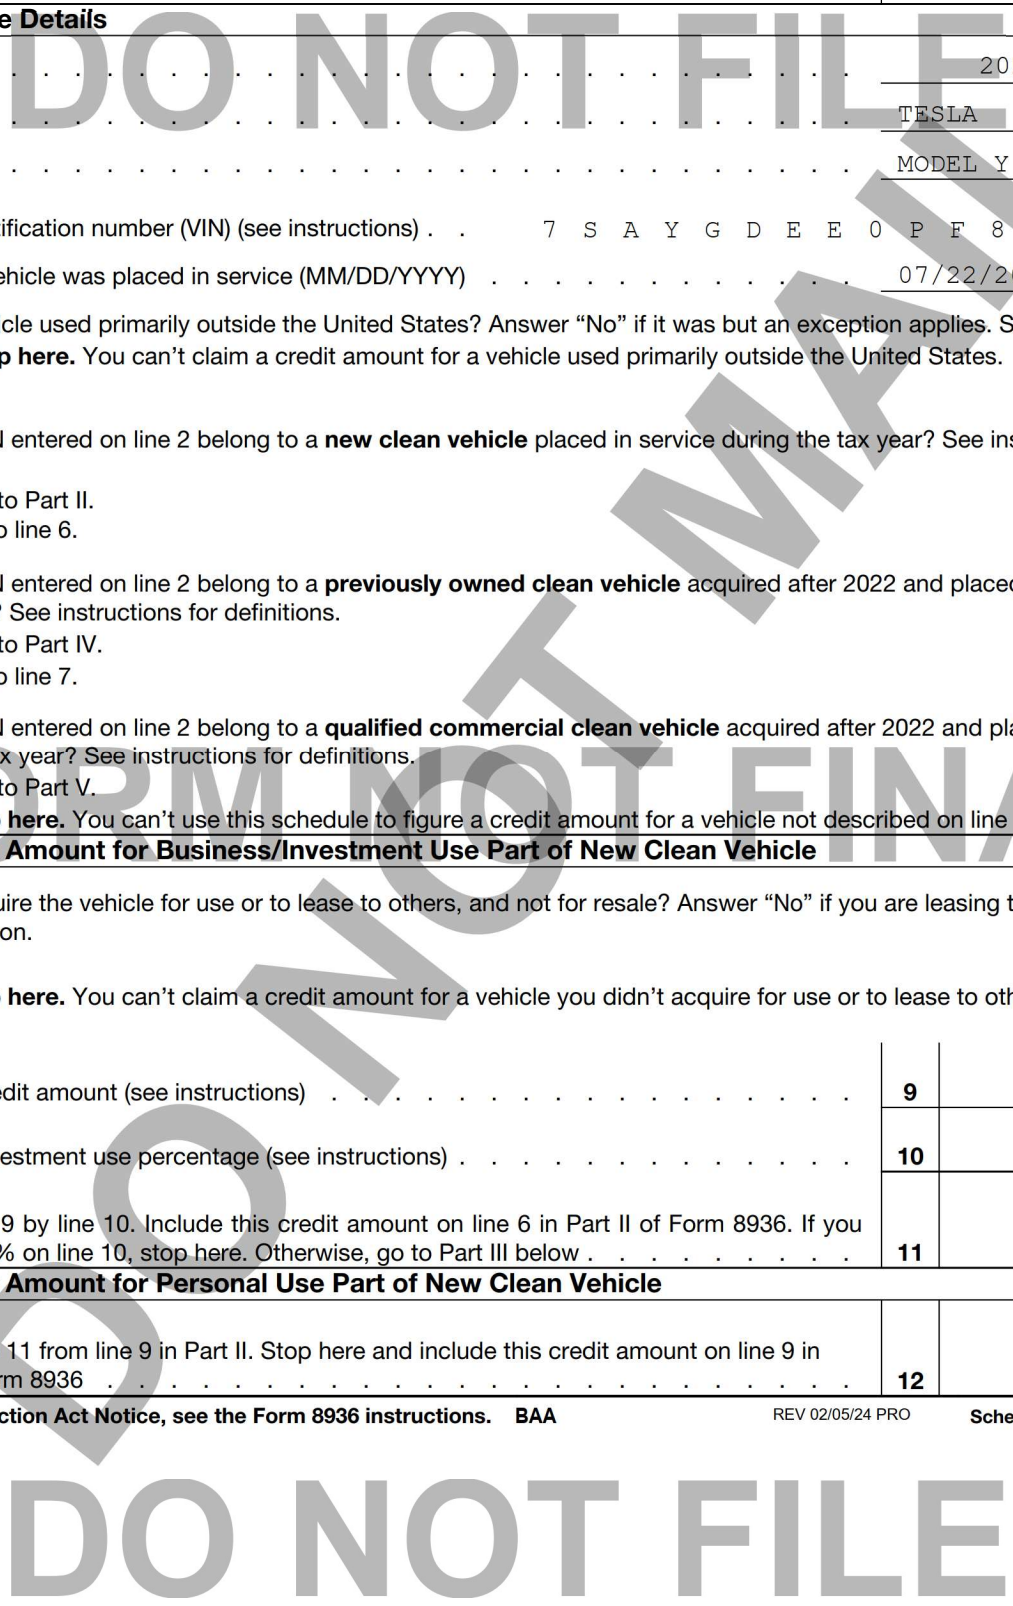 e Details
20
TESLA
MODEL Y
tification number (VIN) (see instructions) . . 7 S A Y G D E E 0 P F 8
ehicle was placed in service (MM/DD/YYYY) 07/22/20
icle used primarily outside the United States? Answer “No” if it was but an exception applies. S
p here. You can’t claim a credit amount for a vehicle used primarily outside the United States.
N entered on line 2 belong to a new clean vehicle placed in service during the tax year? See ins
to Part II.
o line 6.
N entered on line 2 belong to a previously owned clean vehicle acquired after 2022 and placed
? See instructions for definitions.
to Part IV.
o line 7.
N entered on line 2 belong to a qualified commercial clean vehicle acquired after 2022 and pla
x year? See instructions for definitions.
to Part V.
here. You can’t use this schedule to figure a credit amount for a vehicle not described on line
Amount for Business/Investment Use Part of New Clean Vehicle
uire the vehicle for use or to lease to others, and not for resale? Answer “No” if you are leasing t
on.
here. You can’t claim a credit amount for a vehicle you didn’t acquire for use or to lease to oth
edit amount (see instructions) 9
estment use percentage (see instructions) 10
9 by line 10. Include this credit amount on line 6 in Part II of Form 8936. If you
% on line 10, stop here. Otherwise, go to Part III below 11
Amount for Personal Use Part of New Clean Vehicle
11 from line 9 in Part II. Stop here and include this credit amount on line 9 in
rm 8936 12
ction Act Notice, see the Form 8936 instructions. BAA REV 02/05/24 PRO Sche
DO NOT FILE
DO NOT MAIL
ORM NOT FINA
DO NOT FILE